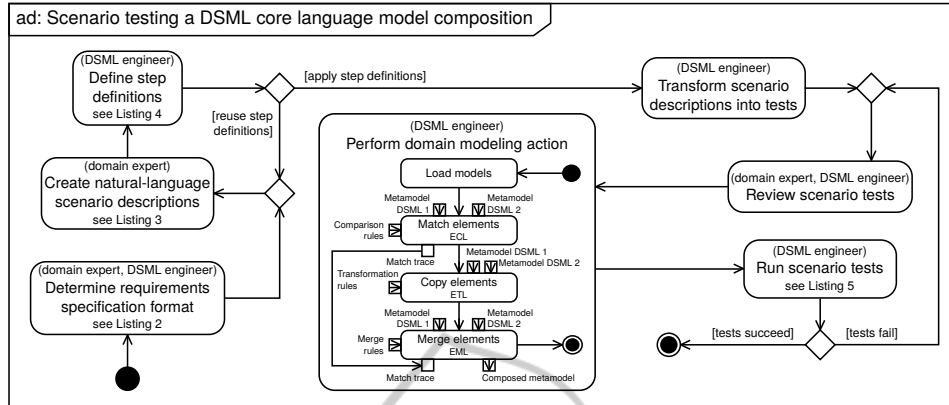 ad: Scenario testing a DSML core language model composition
(DSML engineer)
Define step
definitions
see Listing 4
[apply step definitions]
[reuse step
definitions]
(domain expert)
Create natural-language
scenario descriptions
see Listing 3
(domain expert, DSML engineer)
Determine requirements
specification format
see Listing 2
(DSML engineer)
Perform domain modeling action
Load models
Metamodel
DSML 1
Metamodel
DSML 2
Comparison
rules
Match elements
ECL
Match trace
Metamodel DSML 1
Metamodel DSML 2
Transformation
rules
Copy elements
ETL
Metamodel
DSML 1
Metamodel
DSML 2
Merge
rules
Merge elements
EML
Match trace
Composed metamodel
(DSML engineer)
Transform scenario
descriptions into tests
(domain expert, DSML engineer)
Review scenario tests
(DSML engineer)
Run scenario tests
see Listing 5
[tests succeed]
[tests fail]